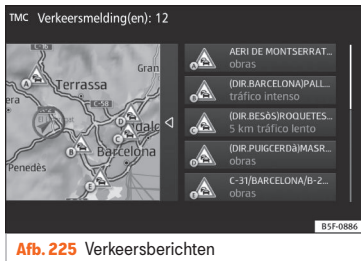 TMC Verkeersmelding(en): 12
Terrassa
Gran
C-58
Barcelona
Penedès
A
AERI DE MONTSERRAT...
obras
B
(DIR.BARCELONA)PALL...
tráfico intenso
C
(DIR.BESÒS)ROQUETES...
5 km tráfico lento
D
(DIR.PUIGCERDà)MASR...
obras
E
C-31/BARCELONA/B-2...
obras
B5F-0886
Afb. 225 Verkeersberichten